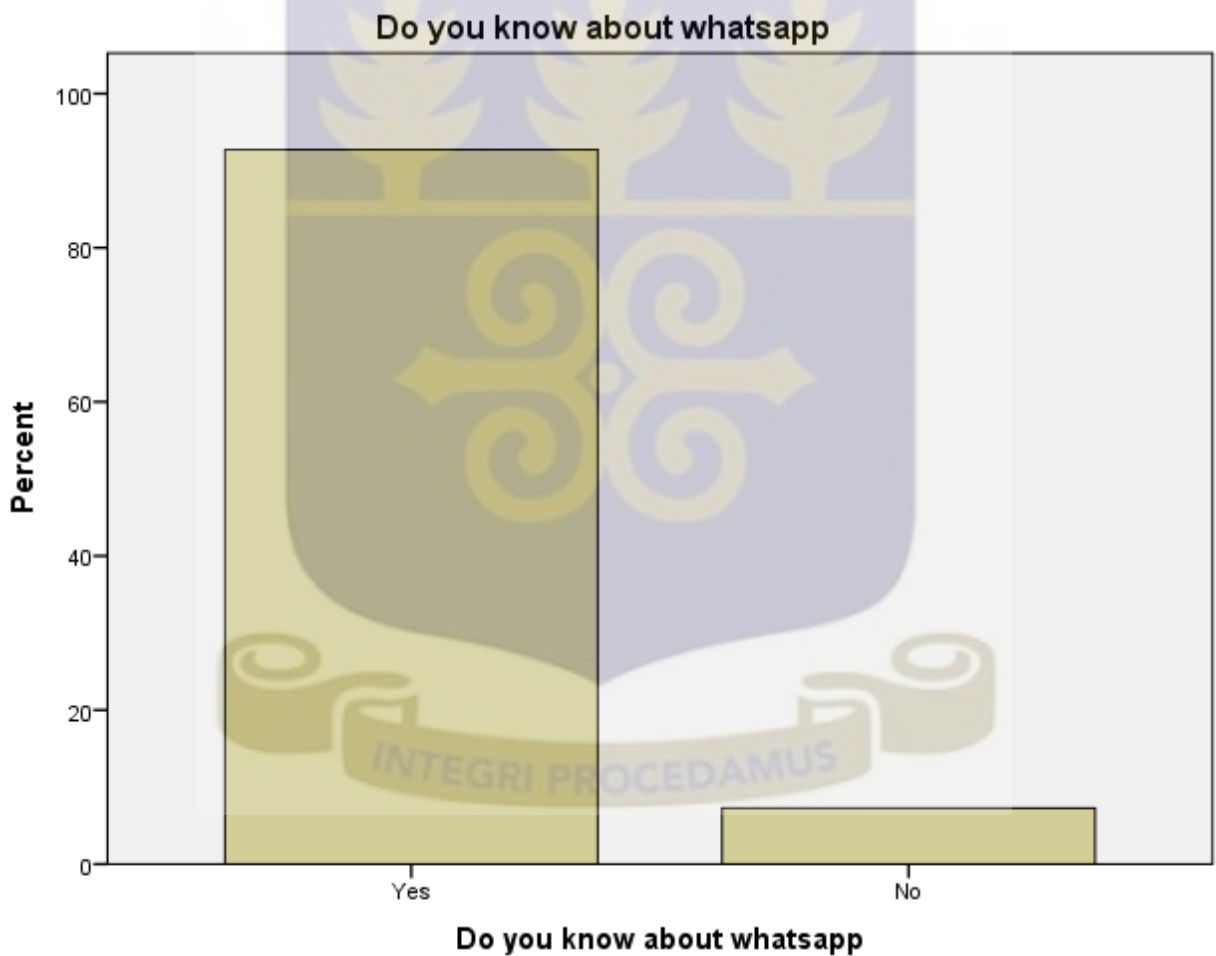 Do you know about whatsapp
100
80
60
40
20
0
Percent
INTEGRI PROCEDAMUS
Yes
No
Do you know about whatsapp